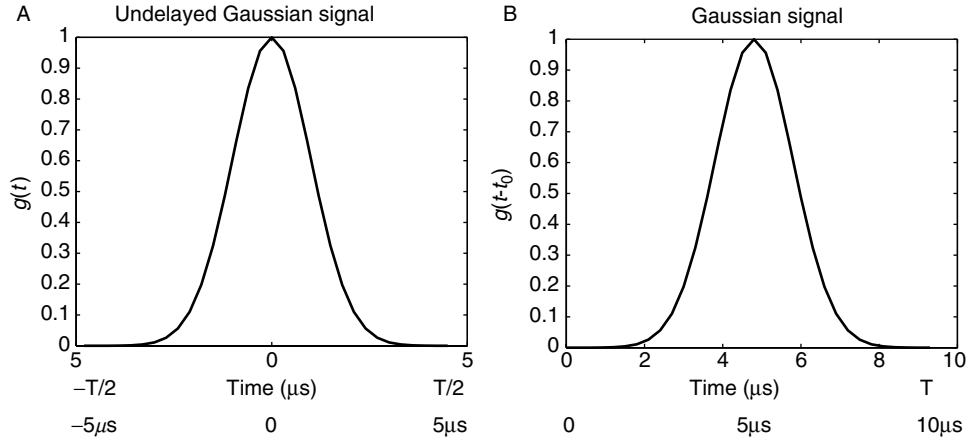 A
Undelayed Gaussian signal
g(t)
1
0.9
0.8
0.7
0.6
0.5
0.4
0.3
0.2
0.1
0
5 0 5
−T/2 Time (μs) T/2
−5μs 0 5μs
B
Gaussian signal
g(t-t0)
1
0.9
0.8
0.7
0.6
0.5
0.4
0.3
0.2
0.1
0
0 2 4 6 8 10
Time (μs) T
0 5μs 10μs